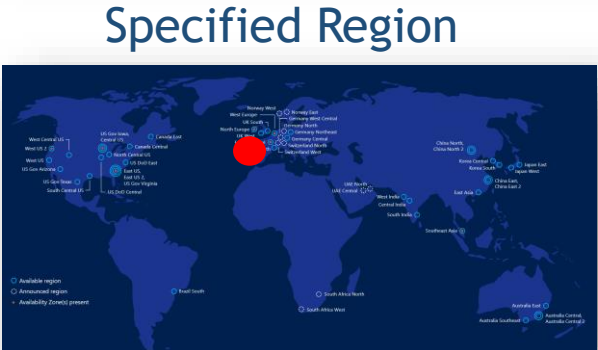 Specified Region
Norway West
Norway East
West Europe
Germany West Central
UK South
Germany North
North Europe
Germany Northeast
UK West
Germany Central
Switzerland North
Switzerland West
US Gov Iowa,
Central US
Canada East
West Central US
Canada Central
West US 2
North Central US
West US
US DoD East
US Gov Arizona
East US,
East US 2,
US Gov Virginia
US Gov Texas
South Central US
US DoD Central
China North,
China North 2
Korea Central
Korea South
Japan East
Japan West
China East,
China East 2
UAE North
UAE Central
West India
Central India
East Asia
South India
Southeast Asia
Available region
Announced region
Availability Zone(s) present
Brazil South
South Africa North
South Africa West
Australia East
Australia Central,
Australia Central 2
Australia Southeast